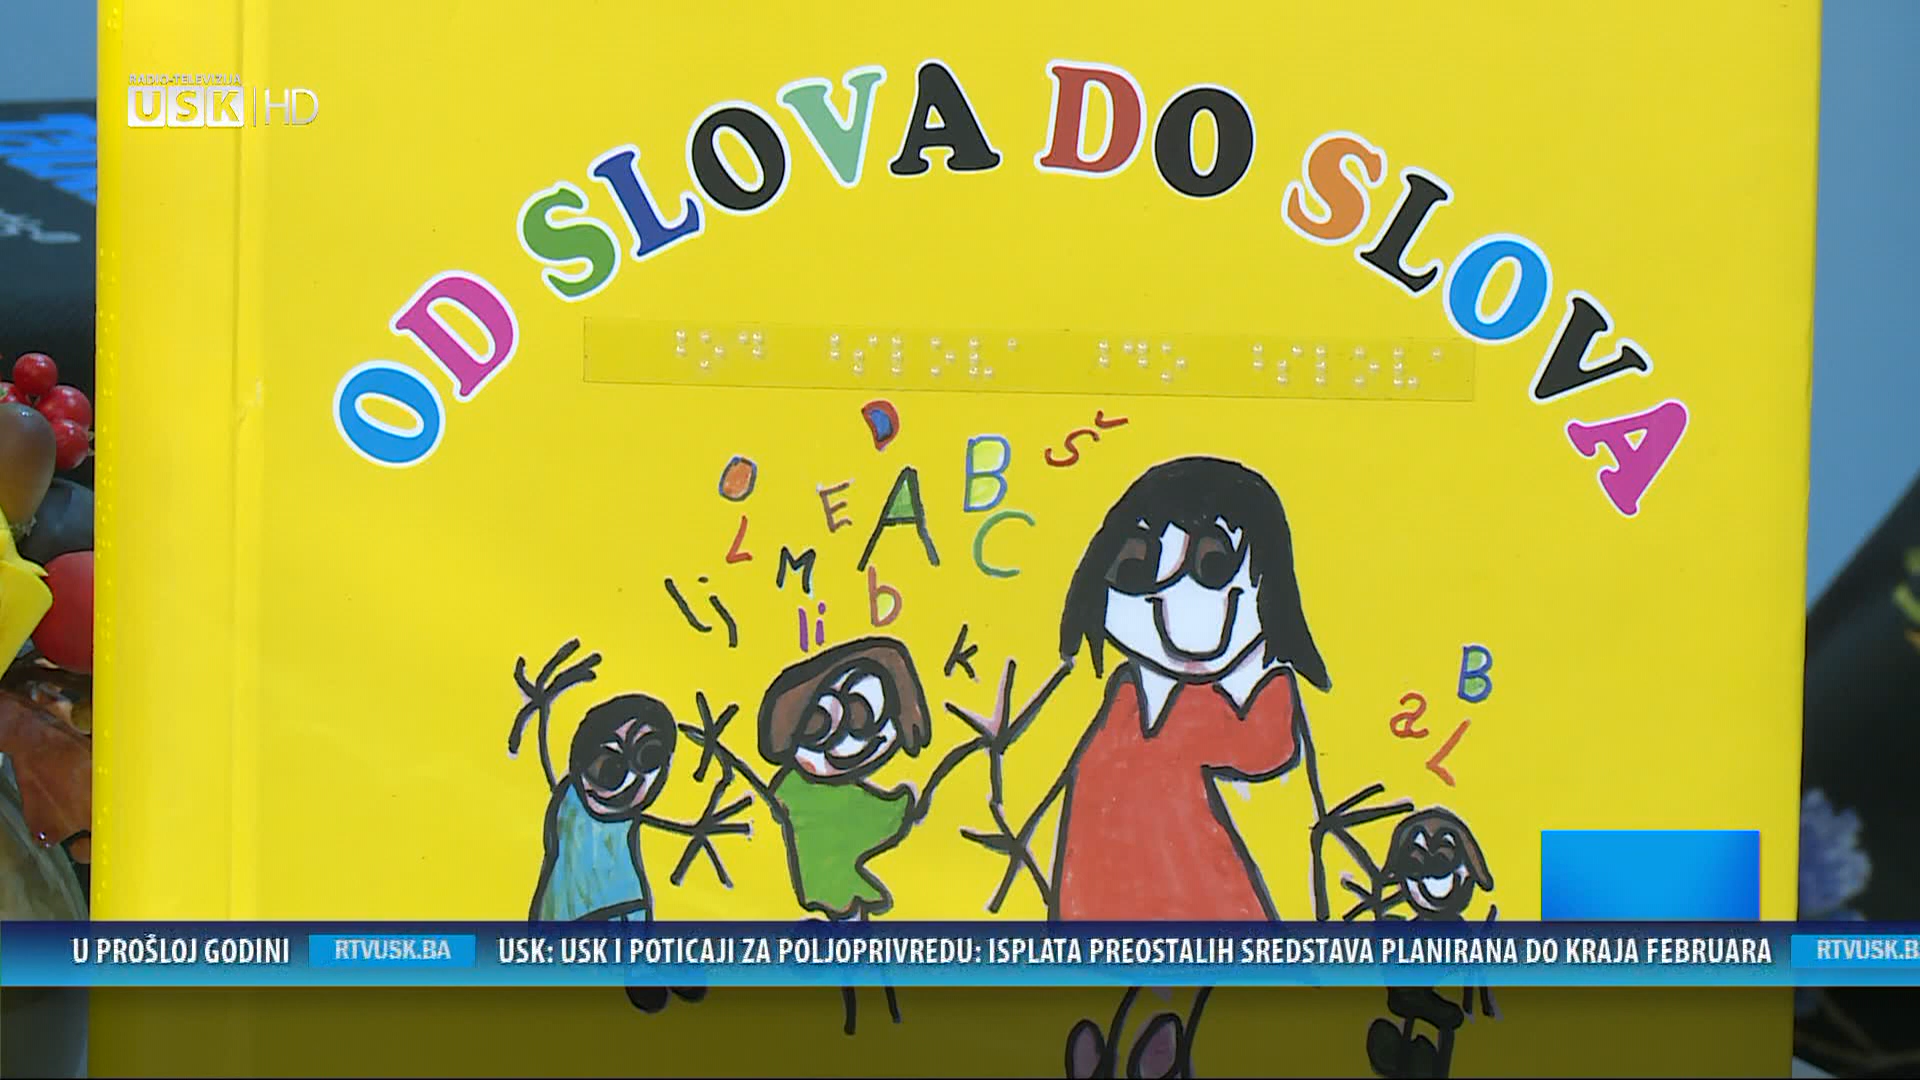 RADIO-TELEVIZIJA
USK | HD
OD SLOVA DO SLOVA
D
O E A B Š
L M C
lj li b k
B
a L
U PROŠLOJ GODINI RTVUSK.BA USK: USK I POTICAJI ZA POLJOPRIVREDU: ISPLATA PREOSTALIH SREDSTAVA PLANIRANA DO KRAJA FEBRUARA RTVUSK.B